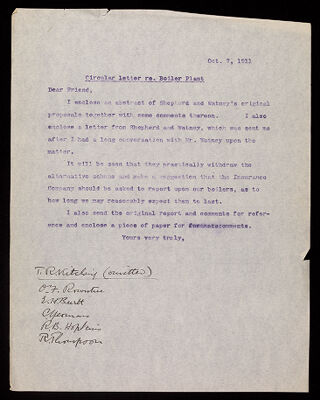 Oct. 7, 1911
Circular letter re. Boiler Plant
Dear Friend,
I enclose an abstract of Shepherd and Watney's original
proposals together with some comments thereon. I also
enclose a letter from Shepherd and Watney, which was sent me
after I had a long conversation with Mr. Watney upon the
matter.
It will be seen that they practically withdraw the
alternative scheme and make a suggestion that the Insurance
Company should be asked to report upon our boilers, as to
how long we may reasonably expect them to last.
I also send the original report and comments for refer-
ence and enclose a piece of paper for comments.
Yours very truly,
(omitted)
O. F. Rowntree
R. B. Hopkins
R. Thompson